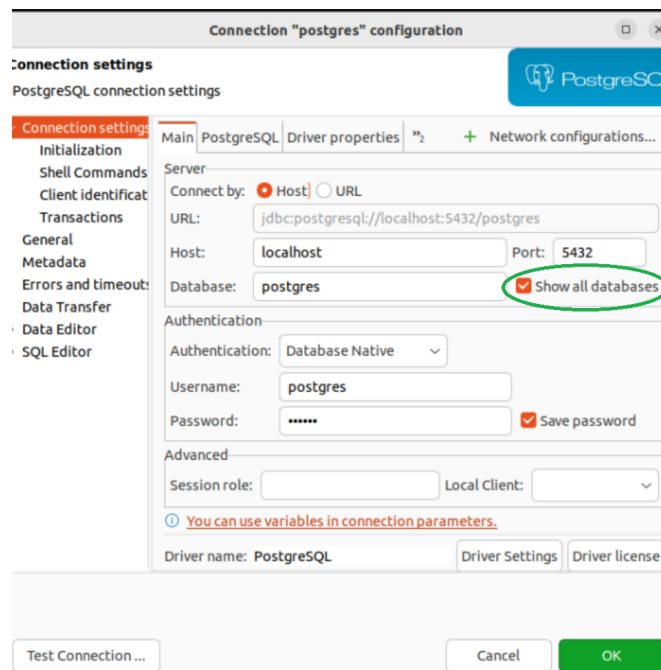 Connection "postgres" configuration
Connection settings
PostgreSQL connection settings
PostgreSQ
Connection settings
Initialization
Shell Commands
Client identificat
Transactions
General
Metadata
Errors and timeouts
Data Transfer
Data Editor
SQL Editor
Main PostgreSQL Driver properties »2 + Network configurations...
Server
Connect by: Host URL
URL: jdbc:postgresql://localhost:5432/postgres
Host: localhost Port: 5432
Database: postgres Show all databases
Authentication
Authentication: Database Native
Username: postgres
Password: •••••• Save password
Advanced
Session role: Local Client:
You can use variables in connection parameters.
Driver name: PostgreSQL Driver Settings Driver license
Test Connection ... Cancel OK